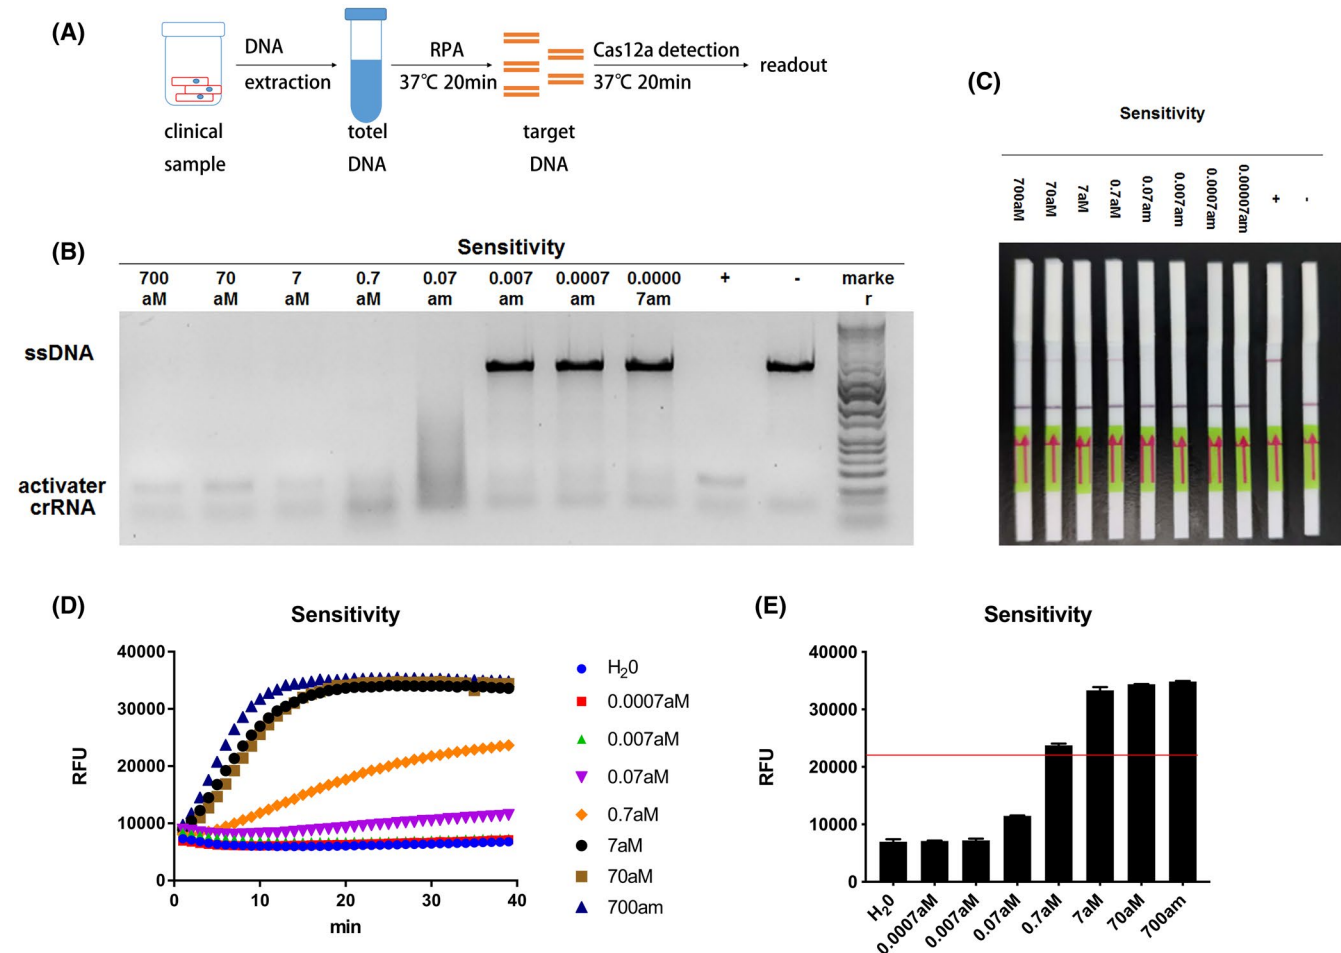 (A)
DNA
extraction
RPA
37℃ 20min
Cas12a detection
37℃ 20min
readout
clinical
sample
totel
DNA
target
DNA
(B)
Sensitivity
700 aM
70 aM
7 aM
0.7 aM
0.07 am
0.007 am
0.0007 am
0.0000 7am
+
-
marke r
ssDNA
activater
crRNA
(C)
Sensitivity
700aM
70aM
7aM
0.7aM
0.07am
0.007am
0.0007am
0.00007am
+
-
(D)
Sensitivity
RFU
40000
30000
20000
10000
0
0 10 20 30 40
min
H20
0.0007aM
0.007aM
0.07aM
0.7aM
7aM
70aM
700am
(E)
Sensitivity
RFU
40000
30000
20000
10000
0
H20
0.0007aM
0.007aM
0.07aM
0.7aM
7aM
70aM
700am